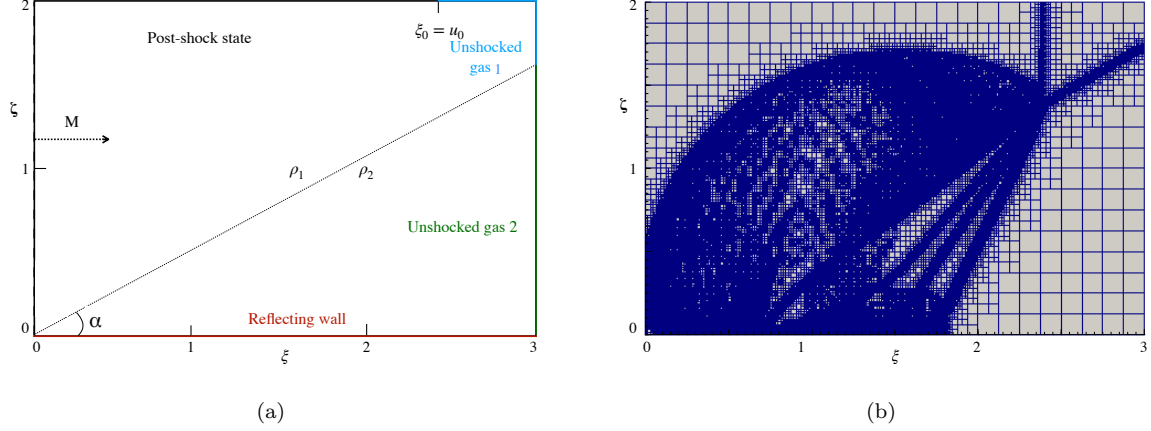 2
ξ₀ = u₀
Post-shock state
Unshocked
gas 1
ζ
M
1
ρ₁
ρ₂
Unshocked gas 2
0
α
Reflecting wall
0
1
2
3
ξ
(a)
2
ζ
1
0
0
1
2
3
ξ
(b)